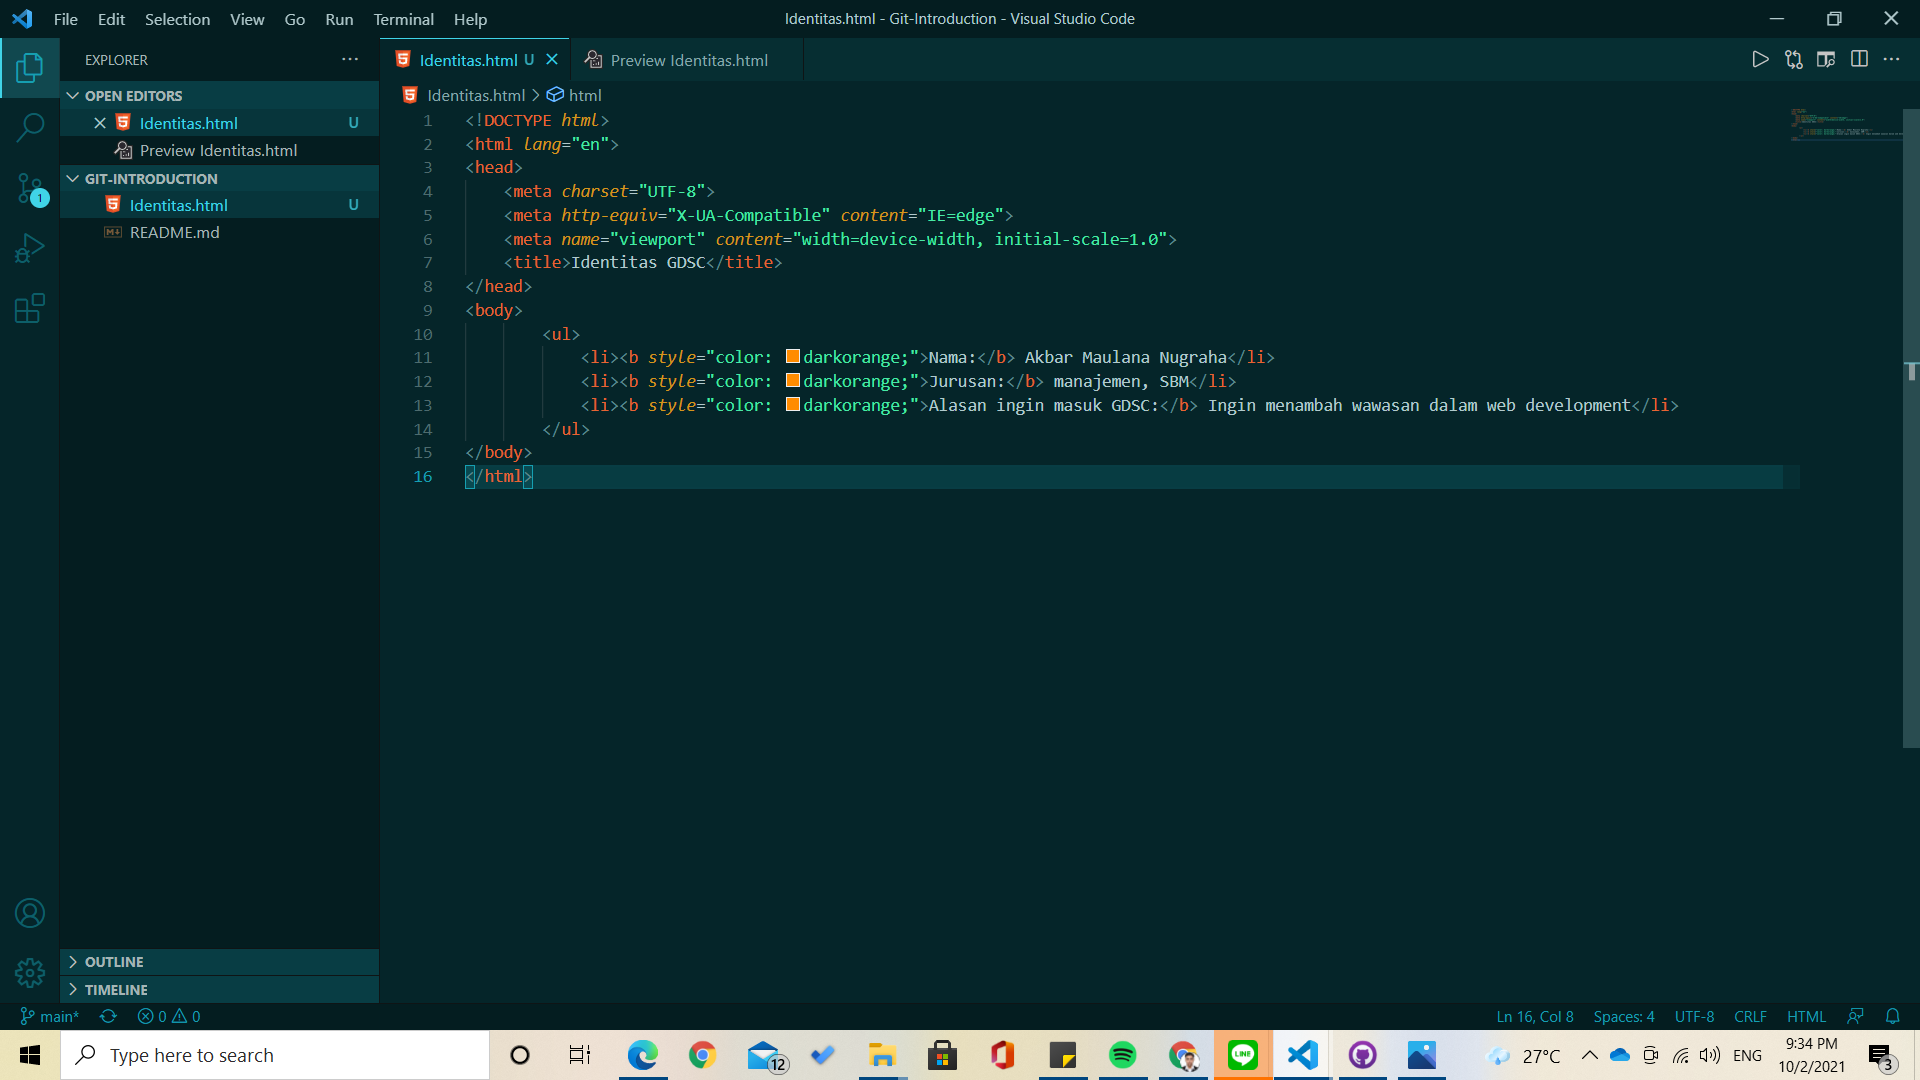 File Edit Selection View Go Run Terminal Help
Identitas.html - Git-Introduction - Visual Studio Code
EXPLORER
OPEN EDITORS
Identitas.html U
Preview Identitas.html
GIT-INTRODUCTION
Identitas.html U
README.md
OUTLINE
TIMELINE
1
Identitas.html U
Preview Identitas.html
Identitas.html > html
1 <!DOCTYPE html>
2 <html lang="en">
3 <head>
4 <meta charset="UTF-8">
5 <meta http-equiv="X-UA-Compatible" content="IE=edge">
6 <meta name="viewport" content="width=device-width, initial-scale=1.0">
7 <title>Identitas GDSC</title>
8 </head>
9 <body>
10 <ul>
11 <li><b style="color: darkorange;">Nama:</b> Akbar Maulana Nugraha</li>
12 <li><b style="color: darkorange;">Jurusan:</b> manajemen, SBM</li>
13 <li><b style="color: darkorange;">Alasan ingin masuk GDSC:</b> Ingin menambah wawasan dalam web development</li>
14 </ul>
15 </body>
16 </html>
main* 0 0
Ln 16, Col 8 Spaces: 4 UTF-8 CRLF HTML
Type here to search
12
LINE
27°C
ENG
9:34 PM
10/2/2021
3